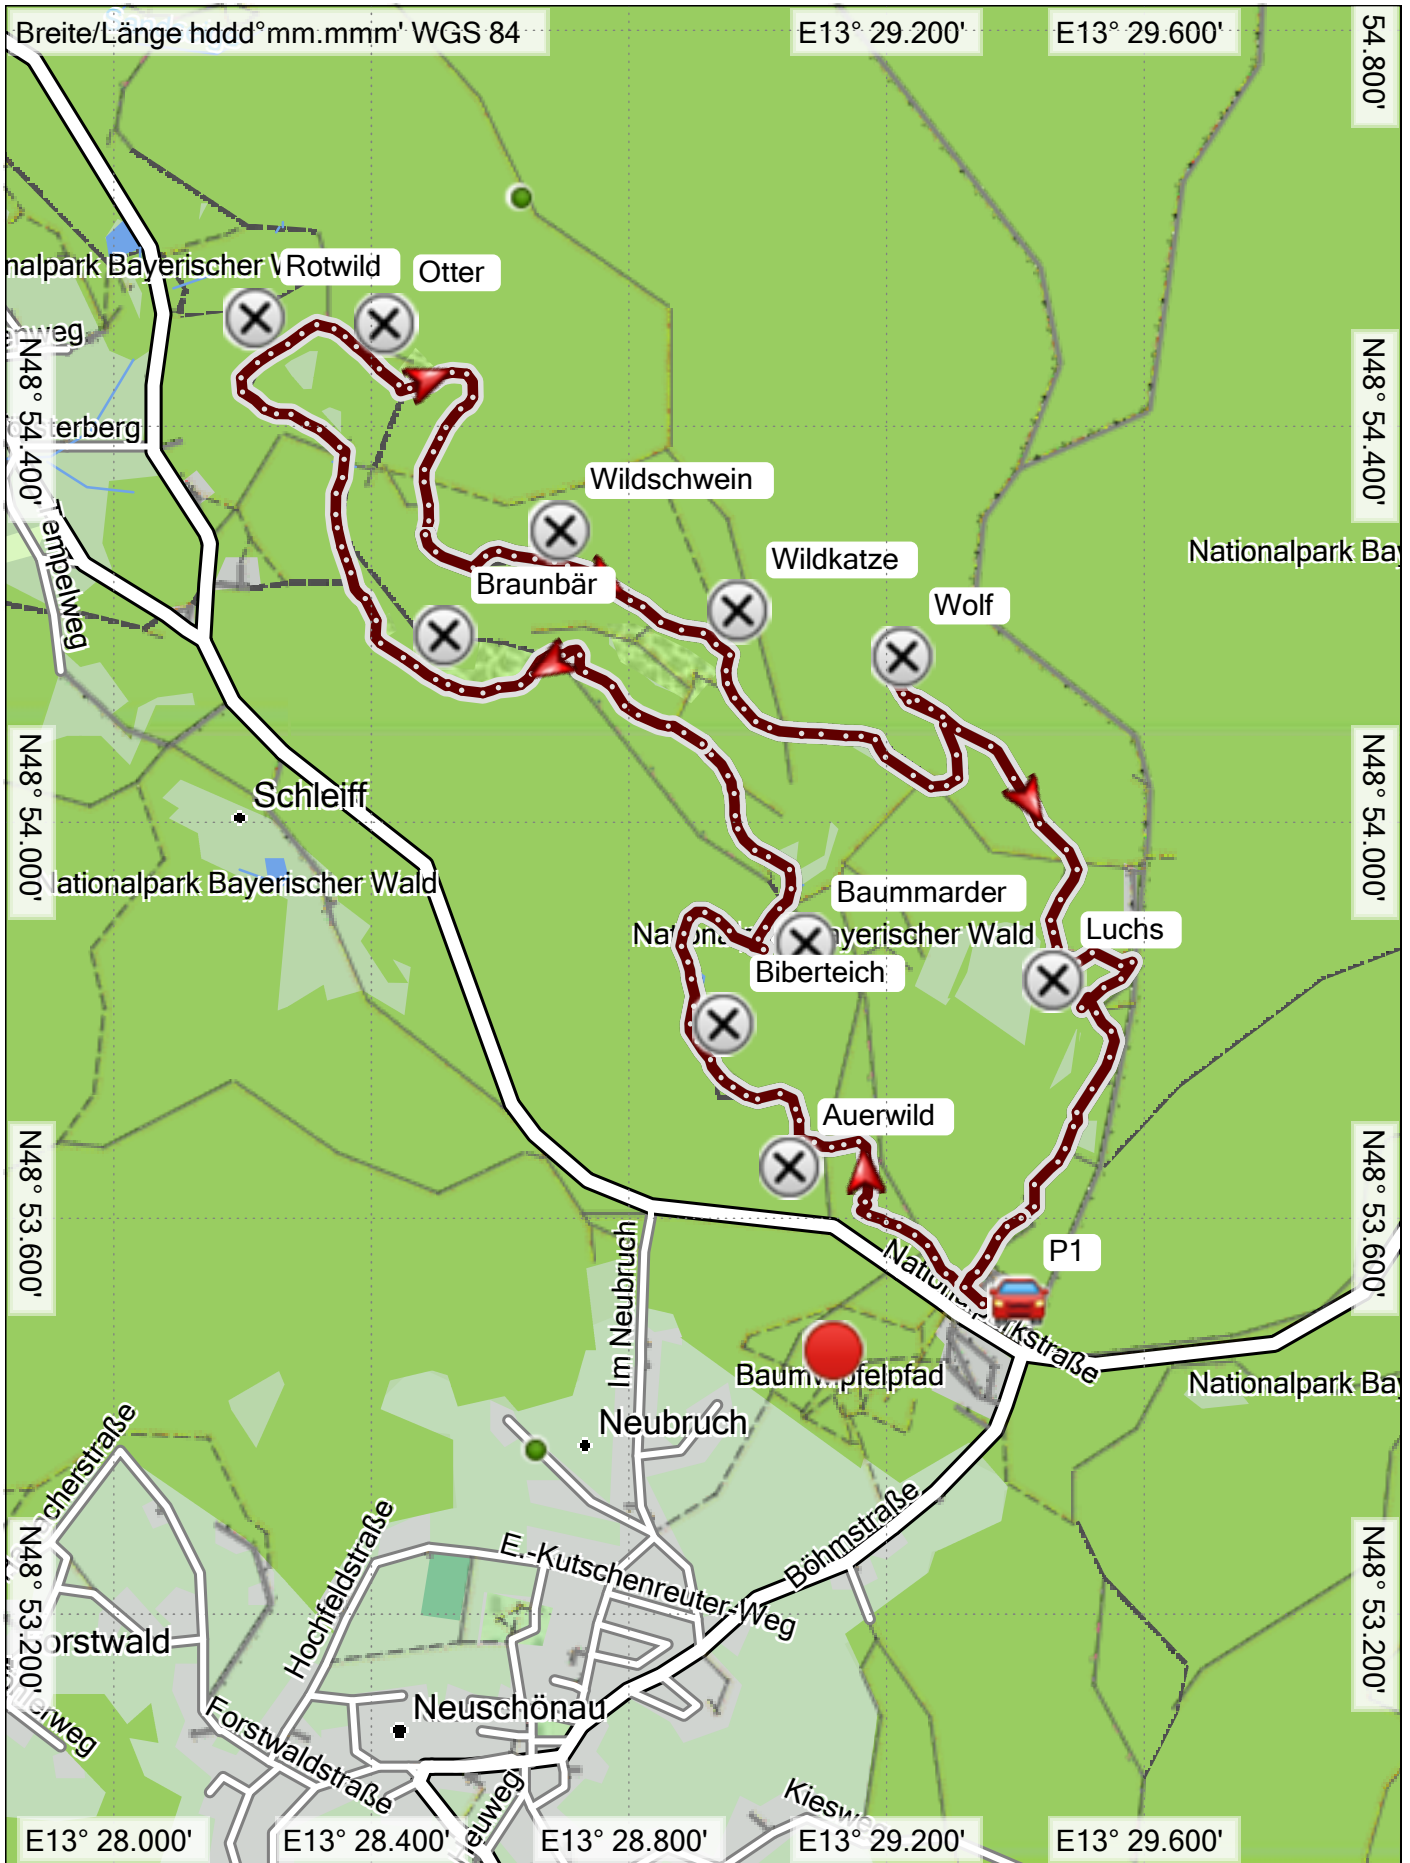 Breite/Länge hddd°mm.mmm' WGS 84
E13° 29.200'
E13° 29.600'
54.800'
Rotwild
Otter
N48° 54.400'
N48° 54.400'
Wildschwein
Tempelweg
Nationalpark
Wildkatze
Braunbär
Wolf
N48° 54.000'
N48° 54.000'
Schleiff
Nationalpark Bayerischer Wald
Baummarder
Luchs
Bayerischer Wald
Biberteich
Auerwild
N48° 53.600'
N48° 53.600'
Im Neubruch
P1
Baumwipfelpfad
Nationalpark
Neubruch
Hochfeldstraße
E.-Kutschenreuter-Weg
Böhmstraße
N48° 53.200'
N48° 53.200'
Neuschönau
Forstwaldstraße
E13° 28.000'
E13° 28.400'
E13° 28.800'
E13° 29.200'
E13° 29.600'